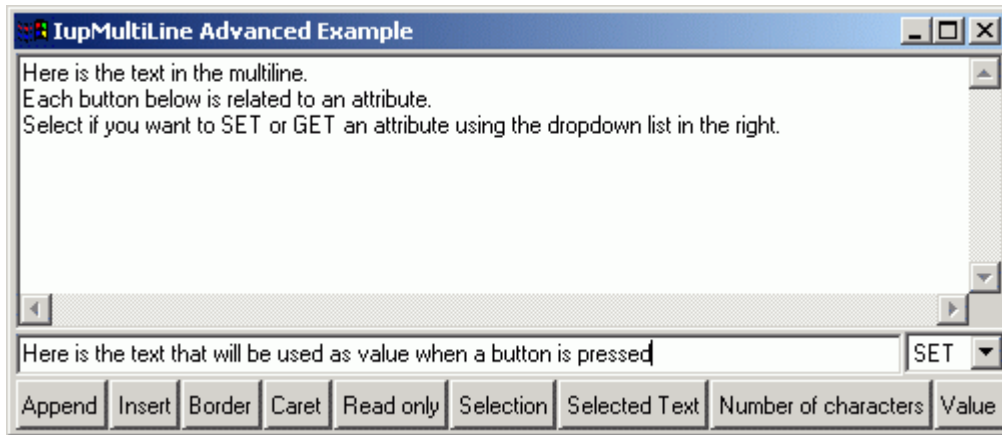 IupMultiLine Advanced Example
Here is the text in the multiline.
Each button below is related to an attribute.
Select if you want to SET or GET an attribute using the dropdown list in the right.
Here is the text that will be used as value when a button is pressed SET
Append Insert Border Caret Read only Selection Selected Text Number of characters Value